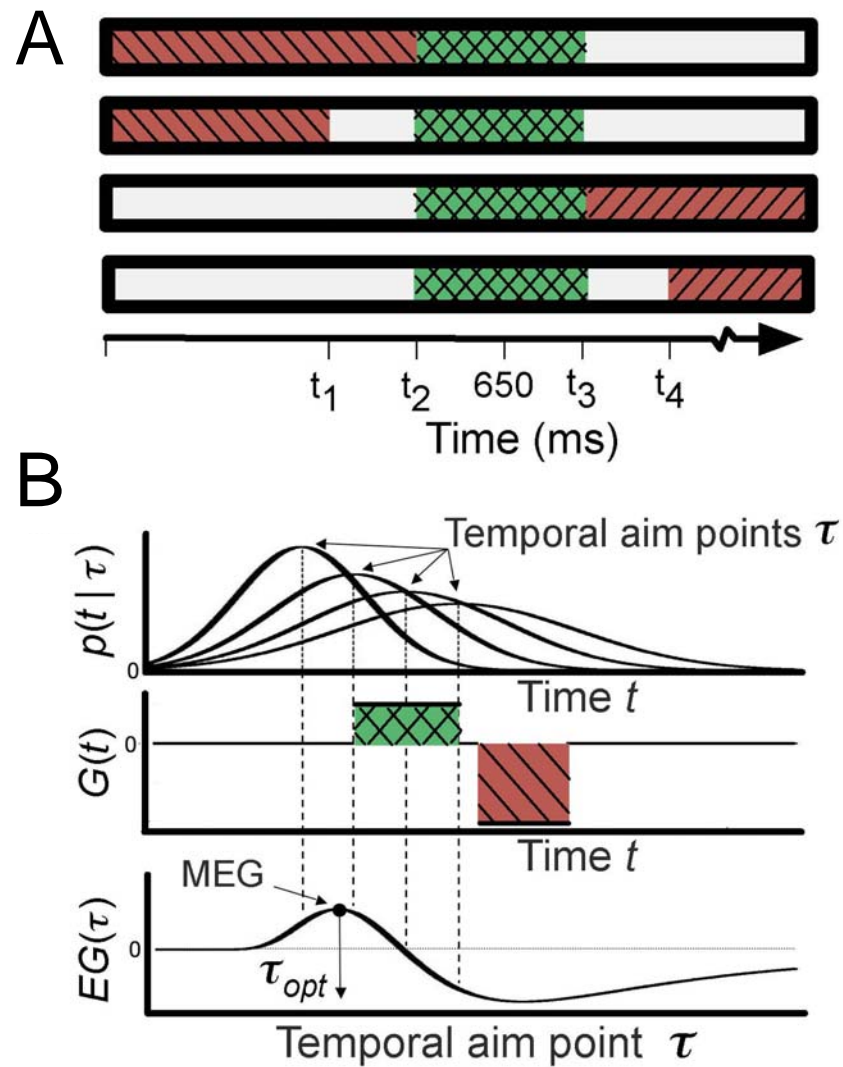 A
t1 t2 650 t3 t4
Time (ms)
B
Temporal aim points τ
p(t | τ)
0
Time t
G(t)
0
Time t
MEG
EG(τ)
0
τopt
Temporal aim point τ